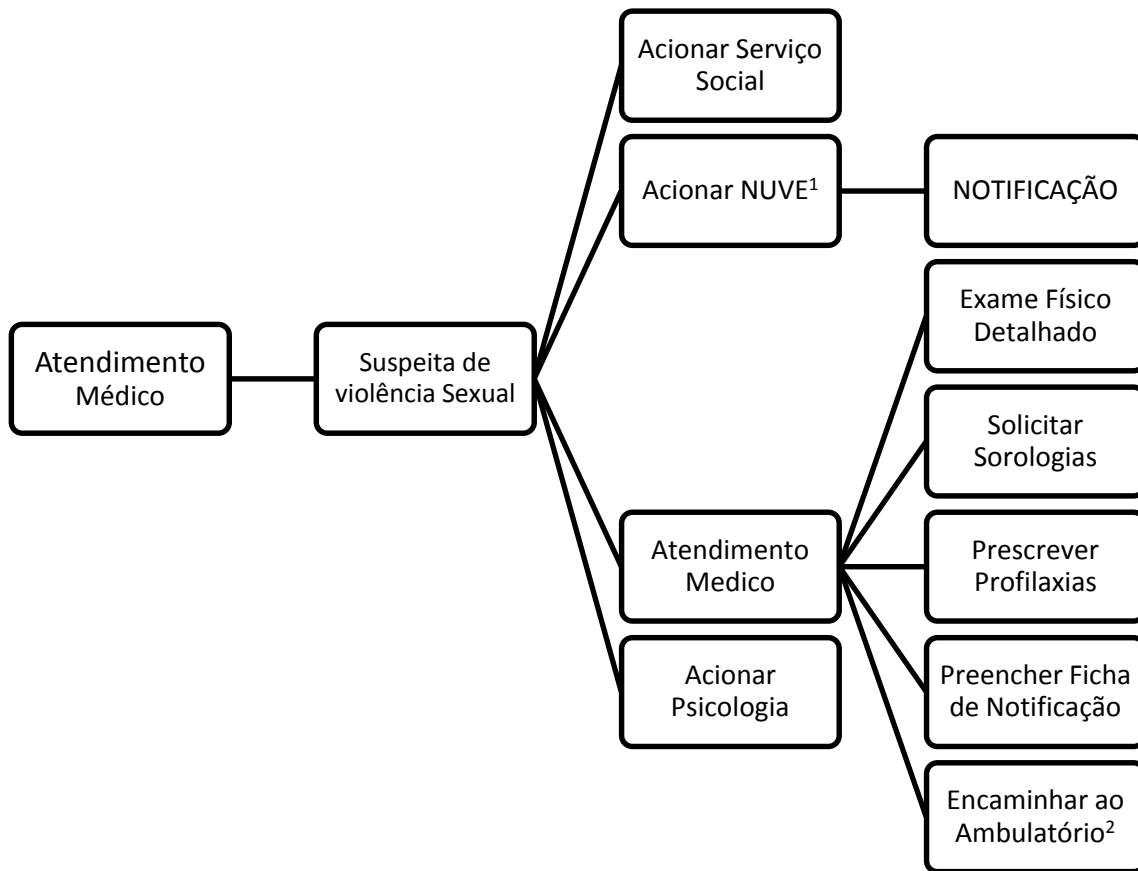 Acionar Serviço
Social
Acionar NUVE¹
NOTIFICAÇÃO
Exame Físico
Detalhado
Atendimento
Médico
Suspeita de
violência Sexual
Solicitar
Sorologias
Atendimento
Medico
Prescrever
Profilaxias
Acionar
Psicologia
Preencher Ficha
de Notificação
Encaminhar ao
Ambulatório²